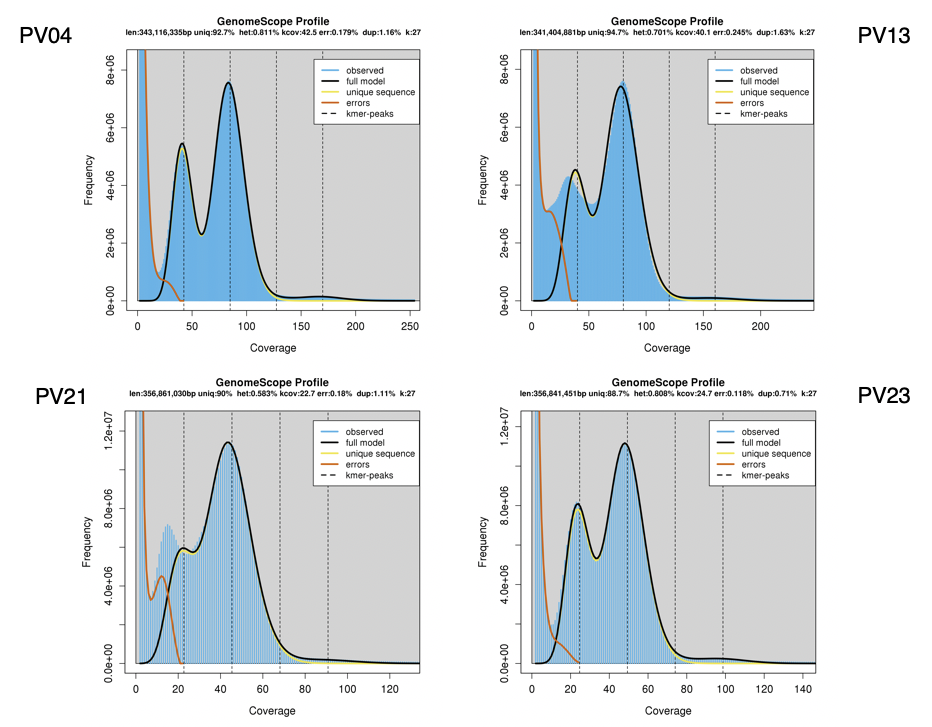 PV04
GenomeScope Profile
len:343,116,335bp uniq:92.7% het:0.811% kcov:42.5 err:0.179% dup:1.16% k:27
observed
full model
unique sequence
errors
kmer-peaks
Frequency
0e+00 2e+06 4e+06 6e+06 8e+06
0 50 100 150 200 250
Coverage
PV13
GenomeScope Profile
len:341,404,881bp uniq:94.7% het:0.701% kcov:40.1 err:0.245% dup:1.63% k:27
observed
full model
unique sequence
errors
kmer-peaks
Frequency
0e+00 2e+06 4e+06 6e+06 8e+06
0 50 100 150 200
Coverage
PV21
GenomeScope Profile
len:356,861,030bp uniq:90% het:0.583% kcov:22.7 err:0.18% dup:1.11% k:27
observed
full model
unique sequence
errors
kmer-peaks
Frequency
0.0e+00 4.0e+06 8.0e+06 1.2e+07
0 20 40 60 80 100 120
Coverage
PV23
GenomeScope Profile
len:356,841,451bp uniq:88.7% het:0.808% kcov:24.7 err:0.118% dup:0.71% k:27
observed
full model
unique sequence
errors
kmer-peaks
Frequency
0.0e+00 4.0e+06 8.0e+06 1.2e+07
0 20 40 60 80 100 120 140
Coverage